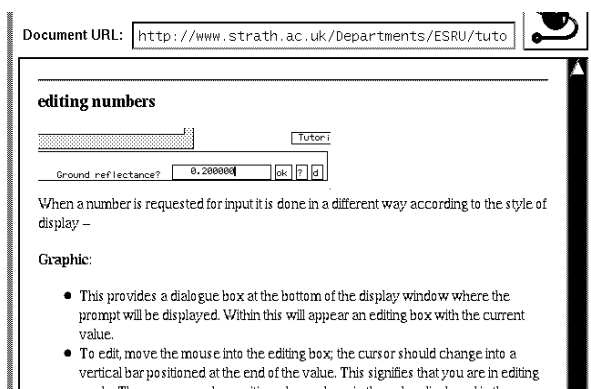 Document URL: http://www.strath.ac.uk/Departments/ESRU/tuto
editing numbers
Tutori
Ground reflectance? 0.200000 ok ? d
When a number is requested for input it is done in a different way according to the style of
display –
Graphic:
This provides a dialogue box at the bottom of the display window where the
prompt will be displayed. Within this will appear an editing box with the current
value.
To edit, move the mouse into the editing box; the cursor should change into a
vertical bar positioned at the end of the value. This signifies that you are in editing